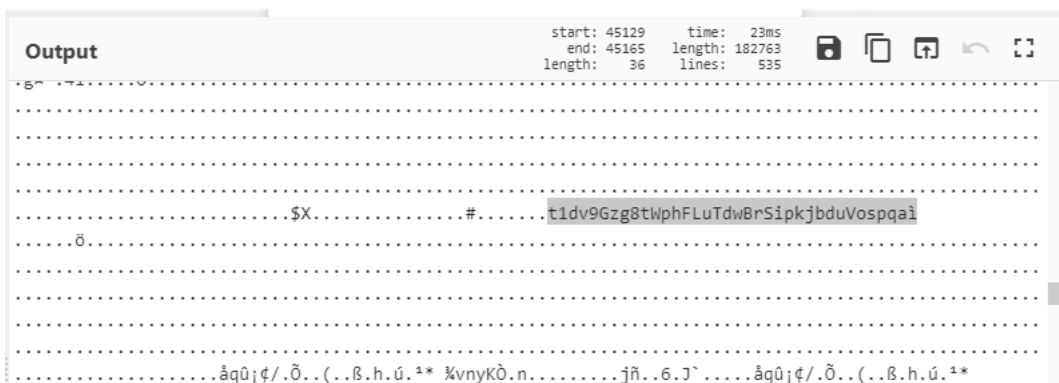 Output
start: 45129
end: 45165
length: 36
time: 23ms
length: 182763
lines: 535
............................$X...............#.......t1dv9Gzg8tWphFLuTdwBrSipkjbduVospqaì
......ö..............................................................................................
....................åqû¡¢/.Õ..(..ß.h.ú.¹* ¾vnyKÒ.n.........jñ..6.J`.....åqû¡¢/.Õ..(..ß.h.ú.¹*